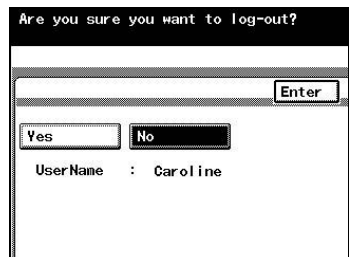 Are you sure you want to log-out?
Enter
Yes No
UserName : Caroline